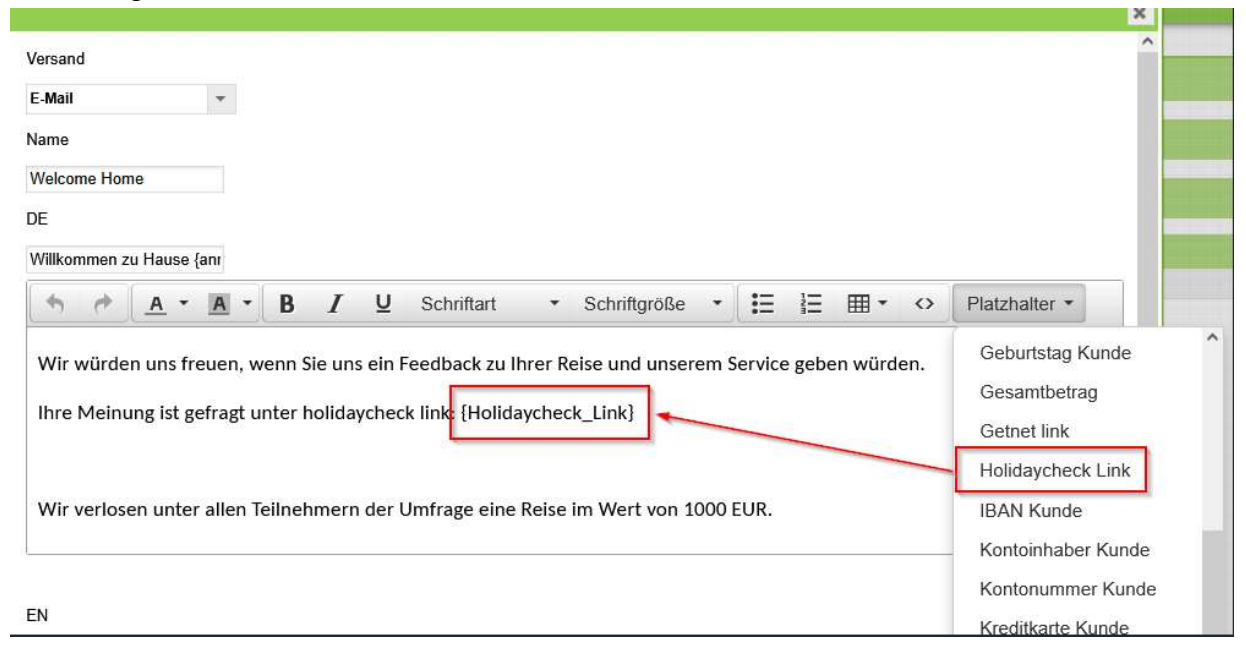 Versand
E-Mail
Name
Welcome Home
DE
Willkommen zu Hause {anr
A A B I U Schriftart Schriftgröße Platzhalter
Wir würden uns freuen, wenn Sie uns ein Feedback zu Ihrer Reise und unserem Service geben würden.
Ihre Meinung ist gefragt unter holidaycheck link: {Holidaycheck_Link}
Wir verlosen unter allen Teilnehmern der Umfrage eine Reise im Wert von 1000 EUR.
Geburtstag Kunde
Gesamtbetrag
Getnet link
Holidaycheck Link
IBAN Kunde
Kontoinhaber Kunde
Kontonummer Kunde
Kreditkarte Kunde
EN